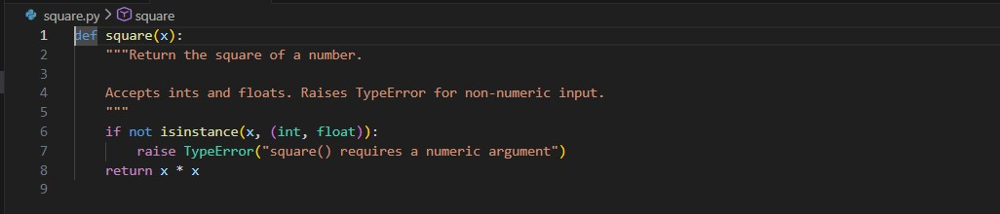 square.py > square
1 def square(x):
2     """Return the square of a number.
3
4     Accepts ints and floats. Raises TypeError for non-numeric input.
5     """
6     if not isinstance(x, (int, float)):
7         raise TypeError("square() requires a numeric argument")
8     return x * x
9